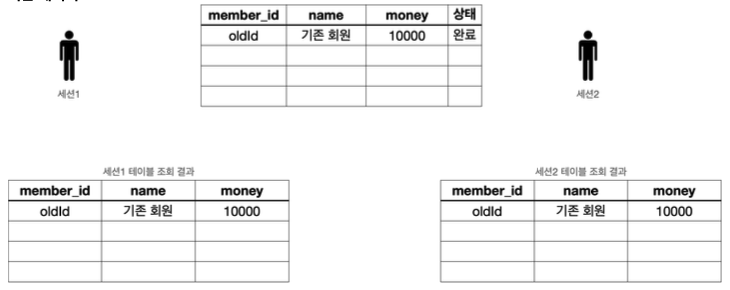 member_id name money 상태
oldId 기존 회원 10000 완료
세션1
세션2
세션1 테이블 조회 결과
member_id name money
oldId 기존 회원 10000
세션2 테이블 조회 결과
member_id name money
oldId 기존 회원 10000